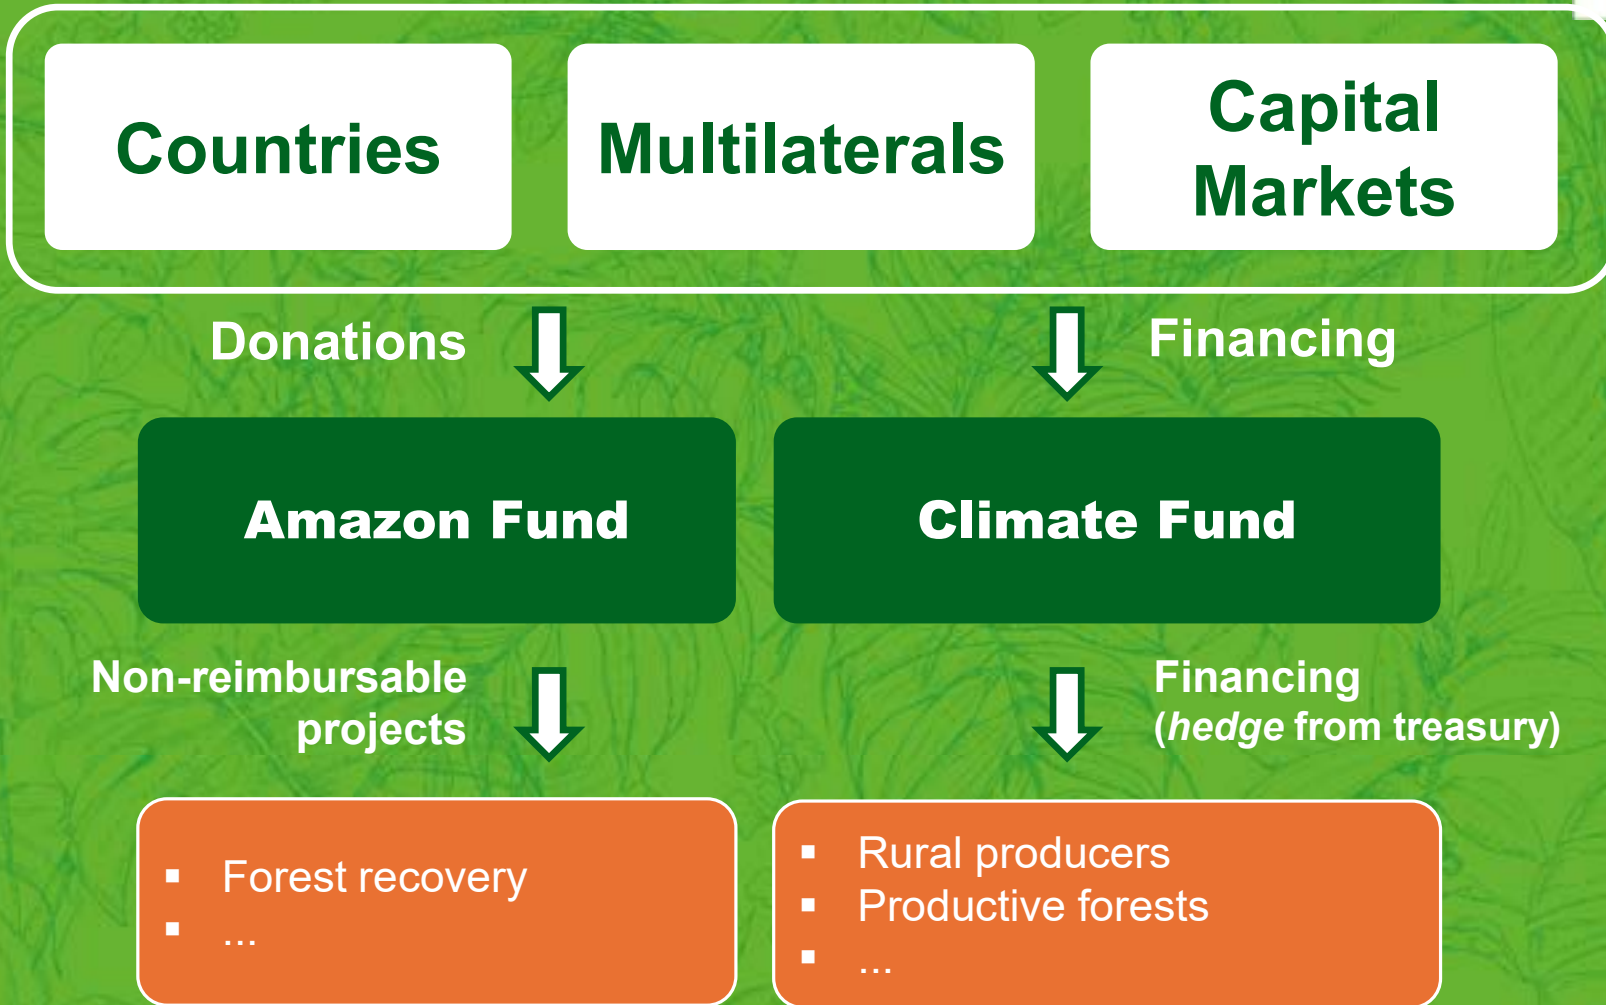 Countries
Multilaterals
Capital
Markets
Donations
Financing
Amazon Fund
Climate Fund
Non-reimbursable
projects
Financing
(hedge from treasury)
▪ Forest recovery
▪ ...
▪ Rural producers
▪ Productive forests
▪ ...